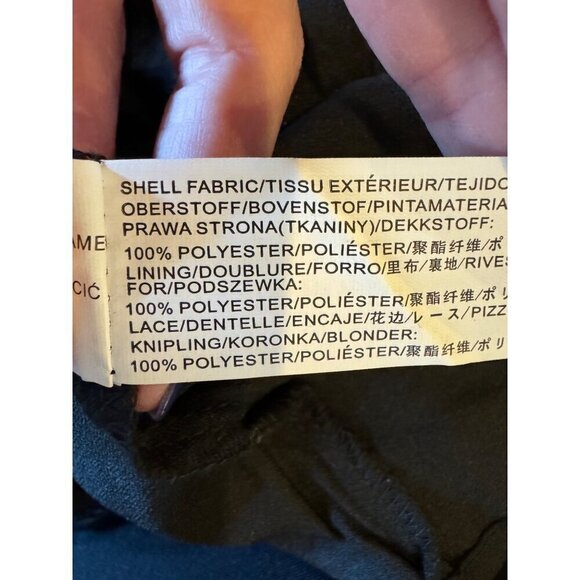 SHELL FABRIC/TISSU EXTÉRIEUR/TEJIDO
OBERSTOFF/BOVENSTOF/PINTAMATERIA
PRAWA STRONA(TKANINY)/DEKKSTOFF:
100% POLYESTER/POLIÉSTER/聚酯纤维/ポ
LINING/DOUBLURE/FORRO/里布/裏地/RIVES
FOR/PODSZEWKA:
100% POLYESTER/POLIÉSTER/聚酯纤维/ポリ
LACE/DENTELLE/ENCAJE/花边/レース/PIZZ
KNIPLING/KORONKA/BLONDER:
100% POLYESTER/POLIÉSTER/聚酯纤维/ポリ
AME
CIĆ